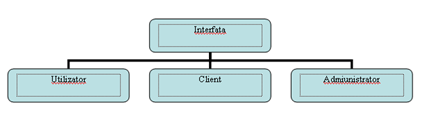 Interfata
Utilizator
Client
Admiunistrator